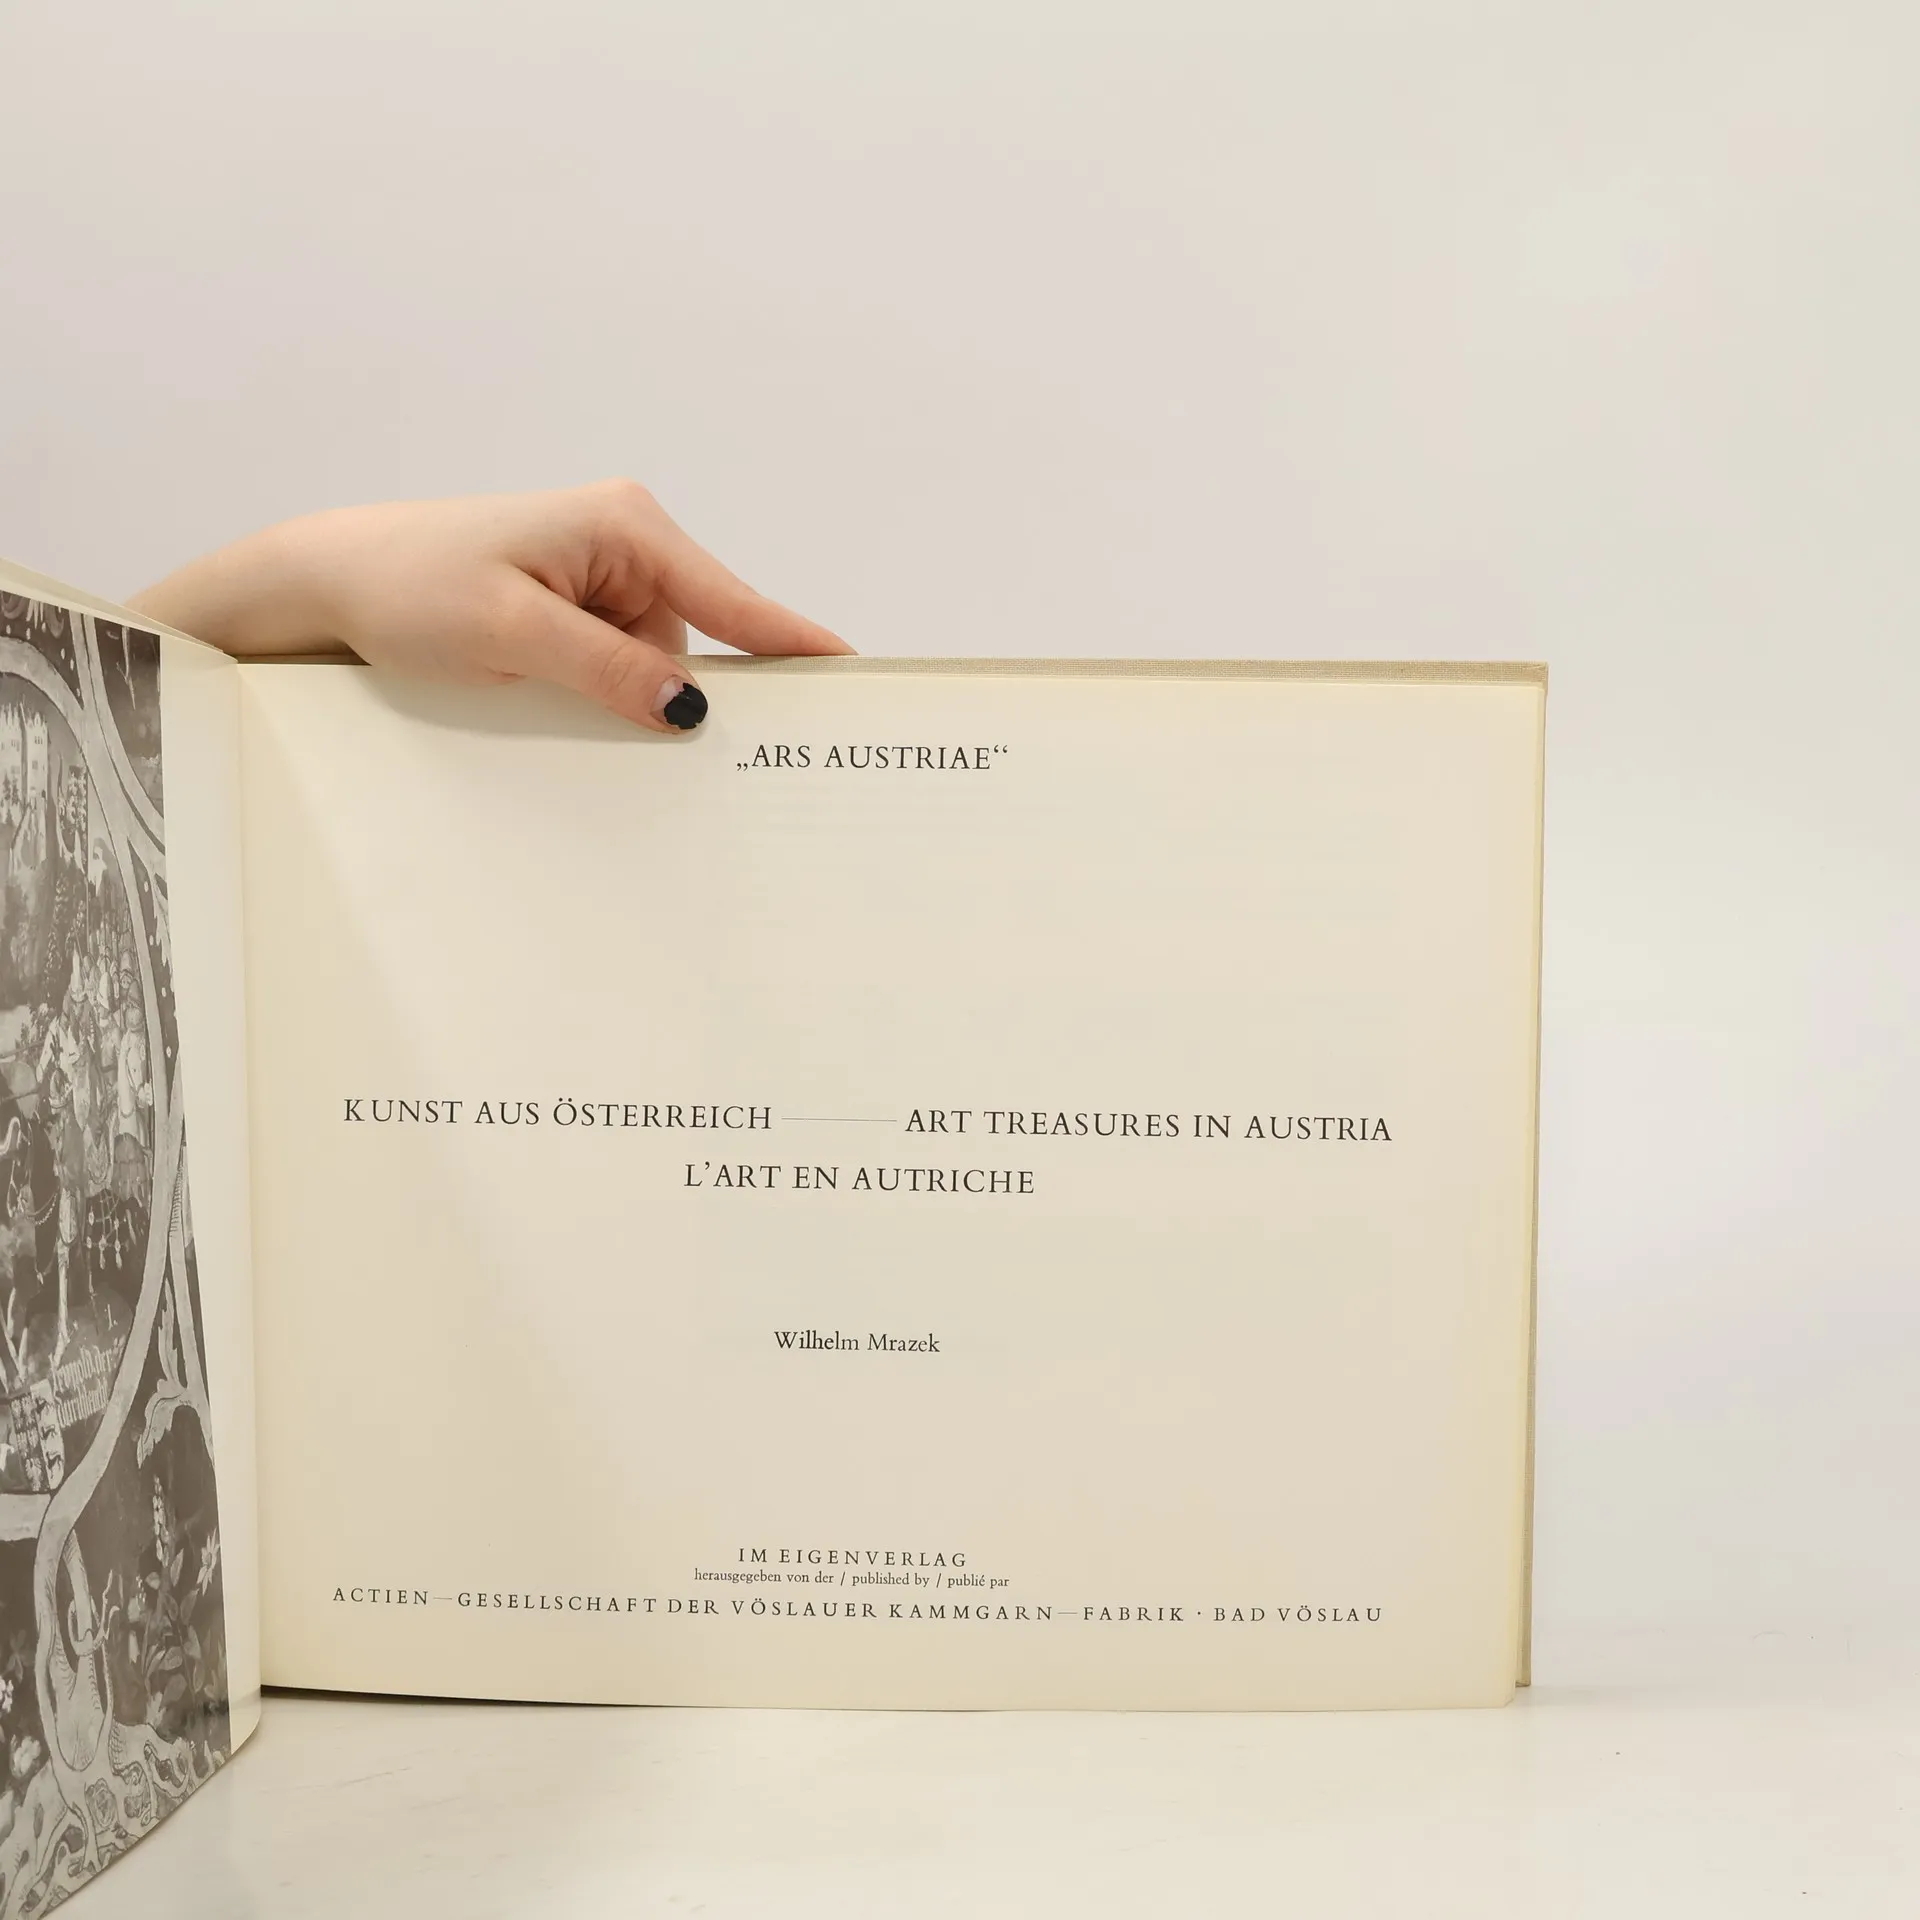 „ARS AUSTRIAE“
KUNST AUS ÖSTERREICH — ART TREASURES IN AUSTRIA
L’ART EN AUTRICHE
Wilhelm Mrazek
IM EIGENVERLAG
herausgegeben von der / published by / publié par
ACTIEN—GESELLSCHAFT DER VÖSLAUER KAMMGARN—FABRIK · BAD VÖSLAU